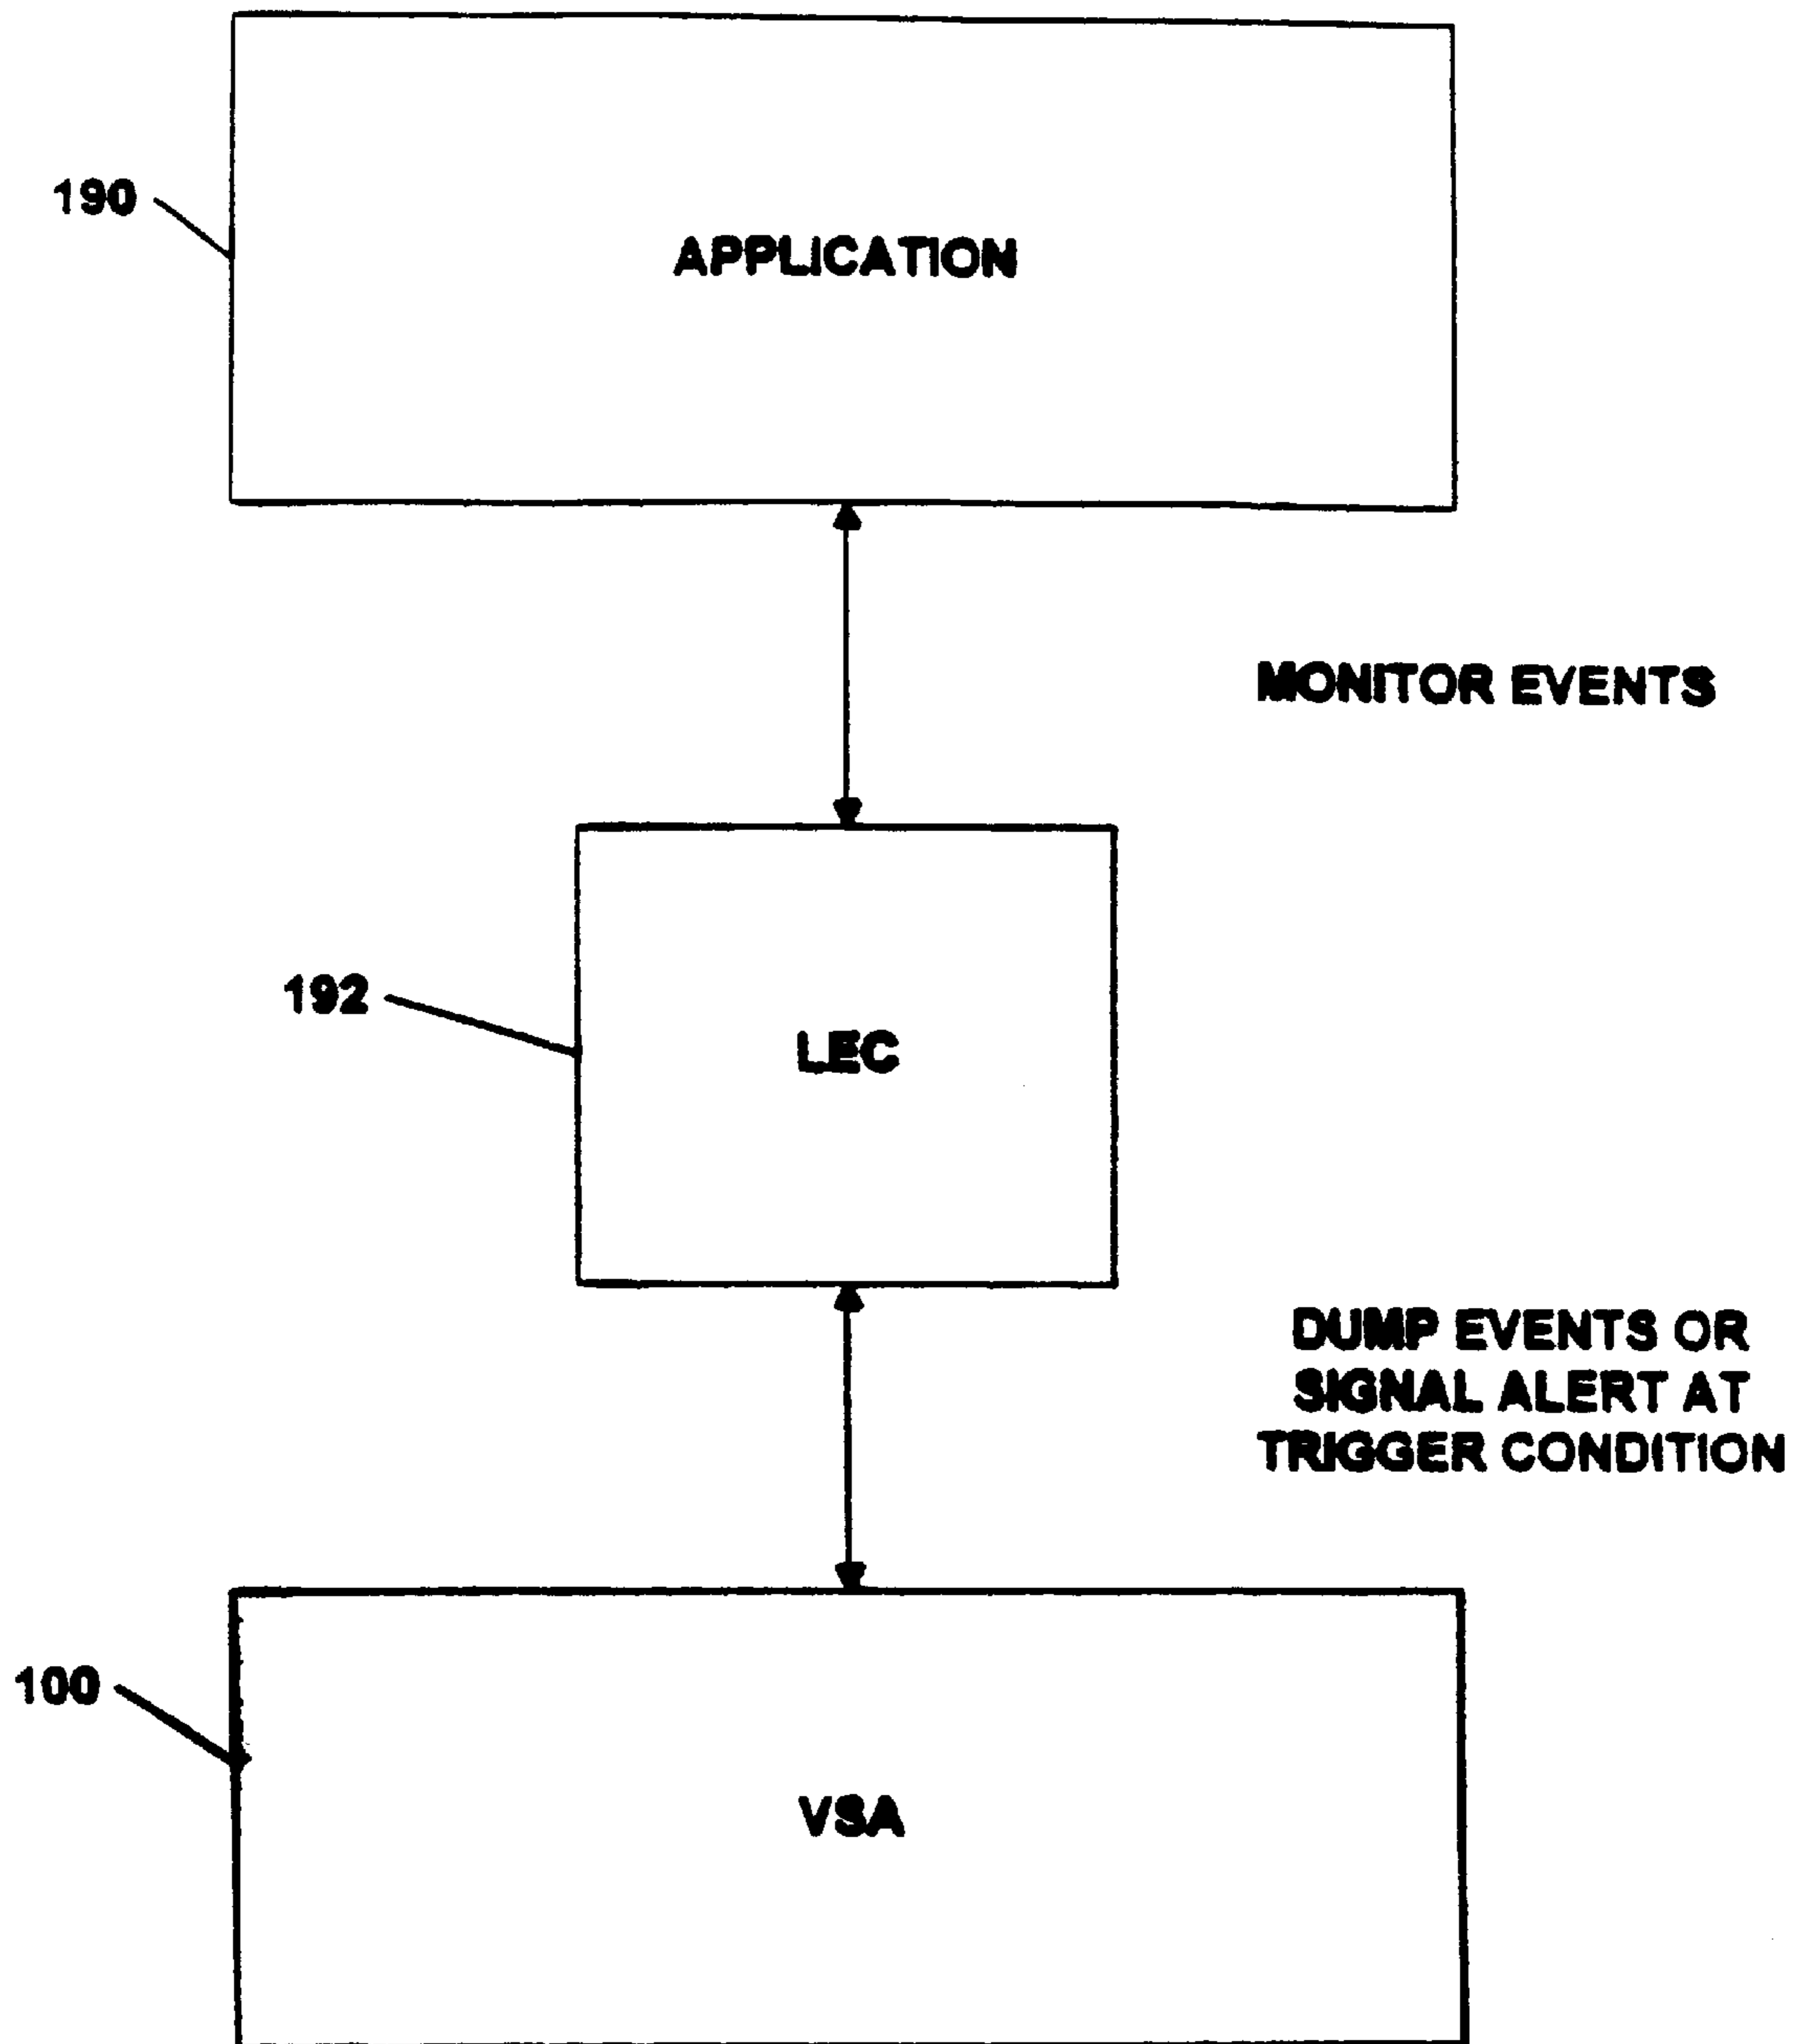 190
APPLICATION
MONITOR EVENTS
192
LEC
DUMP EVENTS OR
SIGNAL ALERT AT
TRIGGER CONDITION
100
VSA